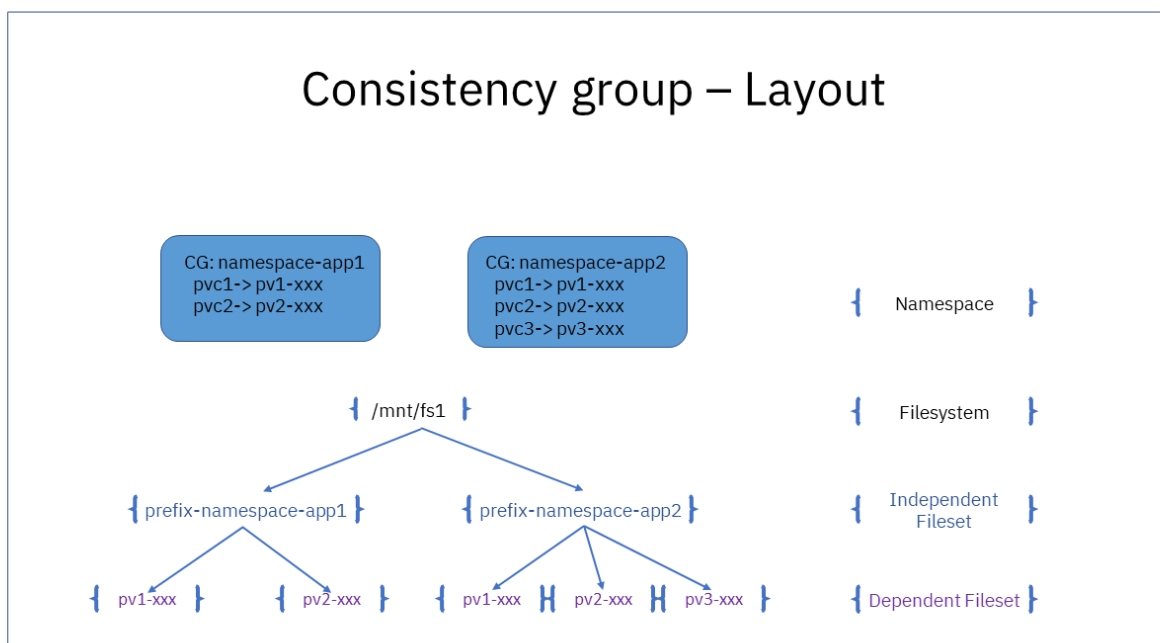 Consistency group – Layout
CG: namespace-app1
pvc1-> pv1-xxx
pvc2-> pv2-xxx
CG: namespace-app2
pvc1-> pv1-xxx
pvc2-> pv2-xxx
pvc3-> pv3-xxx
{ Namespace }
{ /mnt/fs1 }
{ Filesystem }
{ prefix-namespace-app1 }
{ prefix-namespace-app2 }
{ Independent
Fileset }
{ pv1-xxx }
{ pv2-xxx }
{ pv1-xxx }
{ pv2-xxx }
{ pv3-xxx }
{ Dependent Fileset }